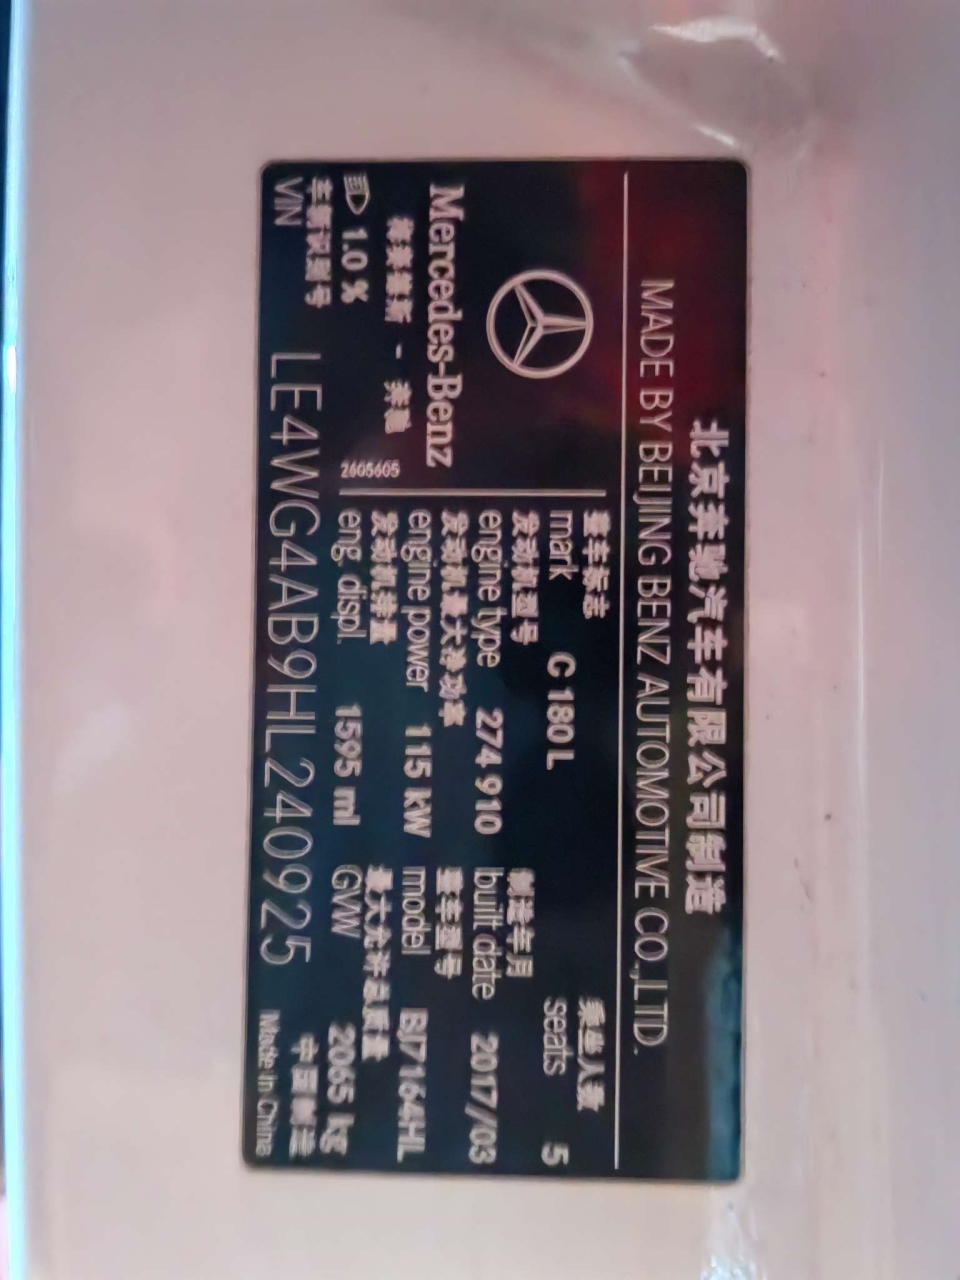 北京奔驰汽车有限公司制造
MADE BY BEIJING BENZ AUTOMOTIVE CO.,LTD.
Mercedes-Benz
梅赛德斯 - 奔驰
2605605
整车标志
mark C 180 L
乘坐人数
seats 5
发动机型号
engine type 274 910
制造年月
built date 2017/03
发动机最大净功率
engine power 115 kW
整车型号
model BJ7164HL
发动机排量
eng. displ. 1595 ml
最大允许总质量
GVW 2065 kg
1.0 %
车辆识别号
VIN LE4WG4AB9HL240925
中国制造
Made In China